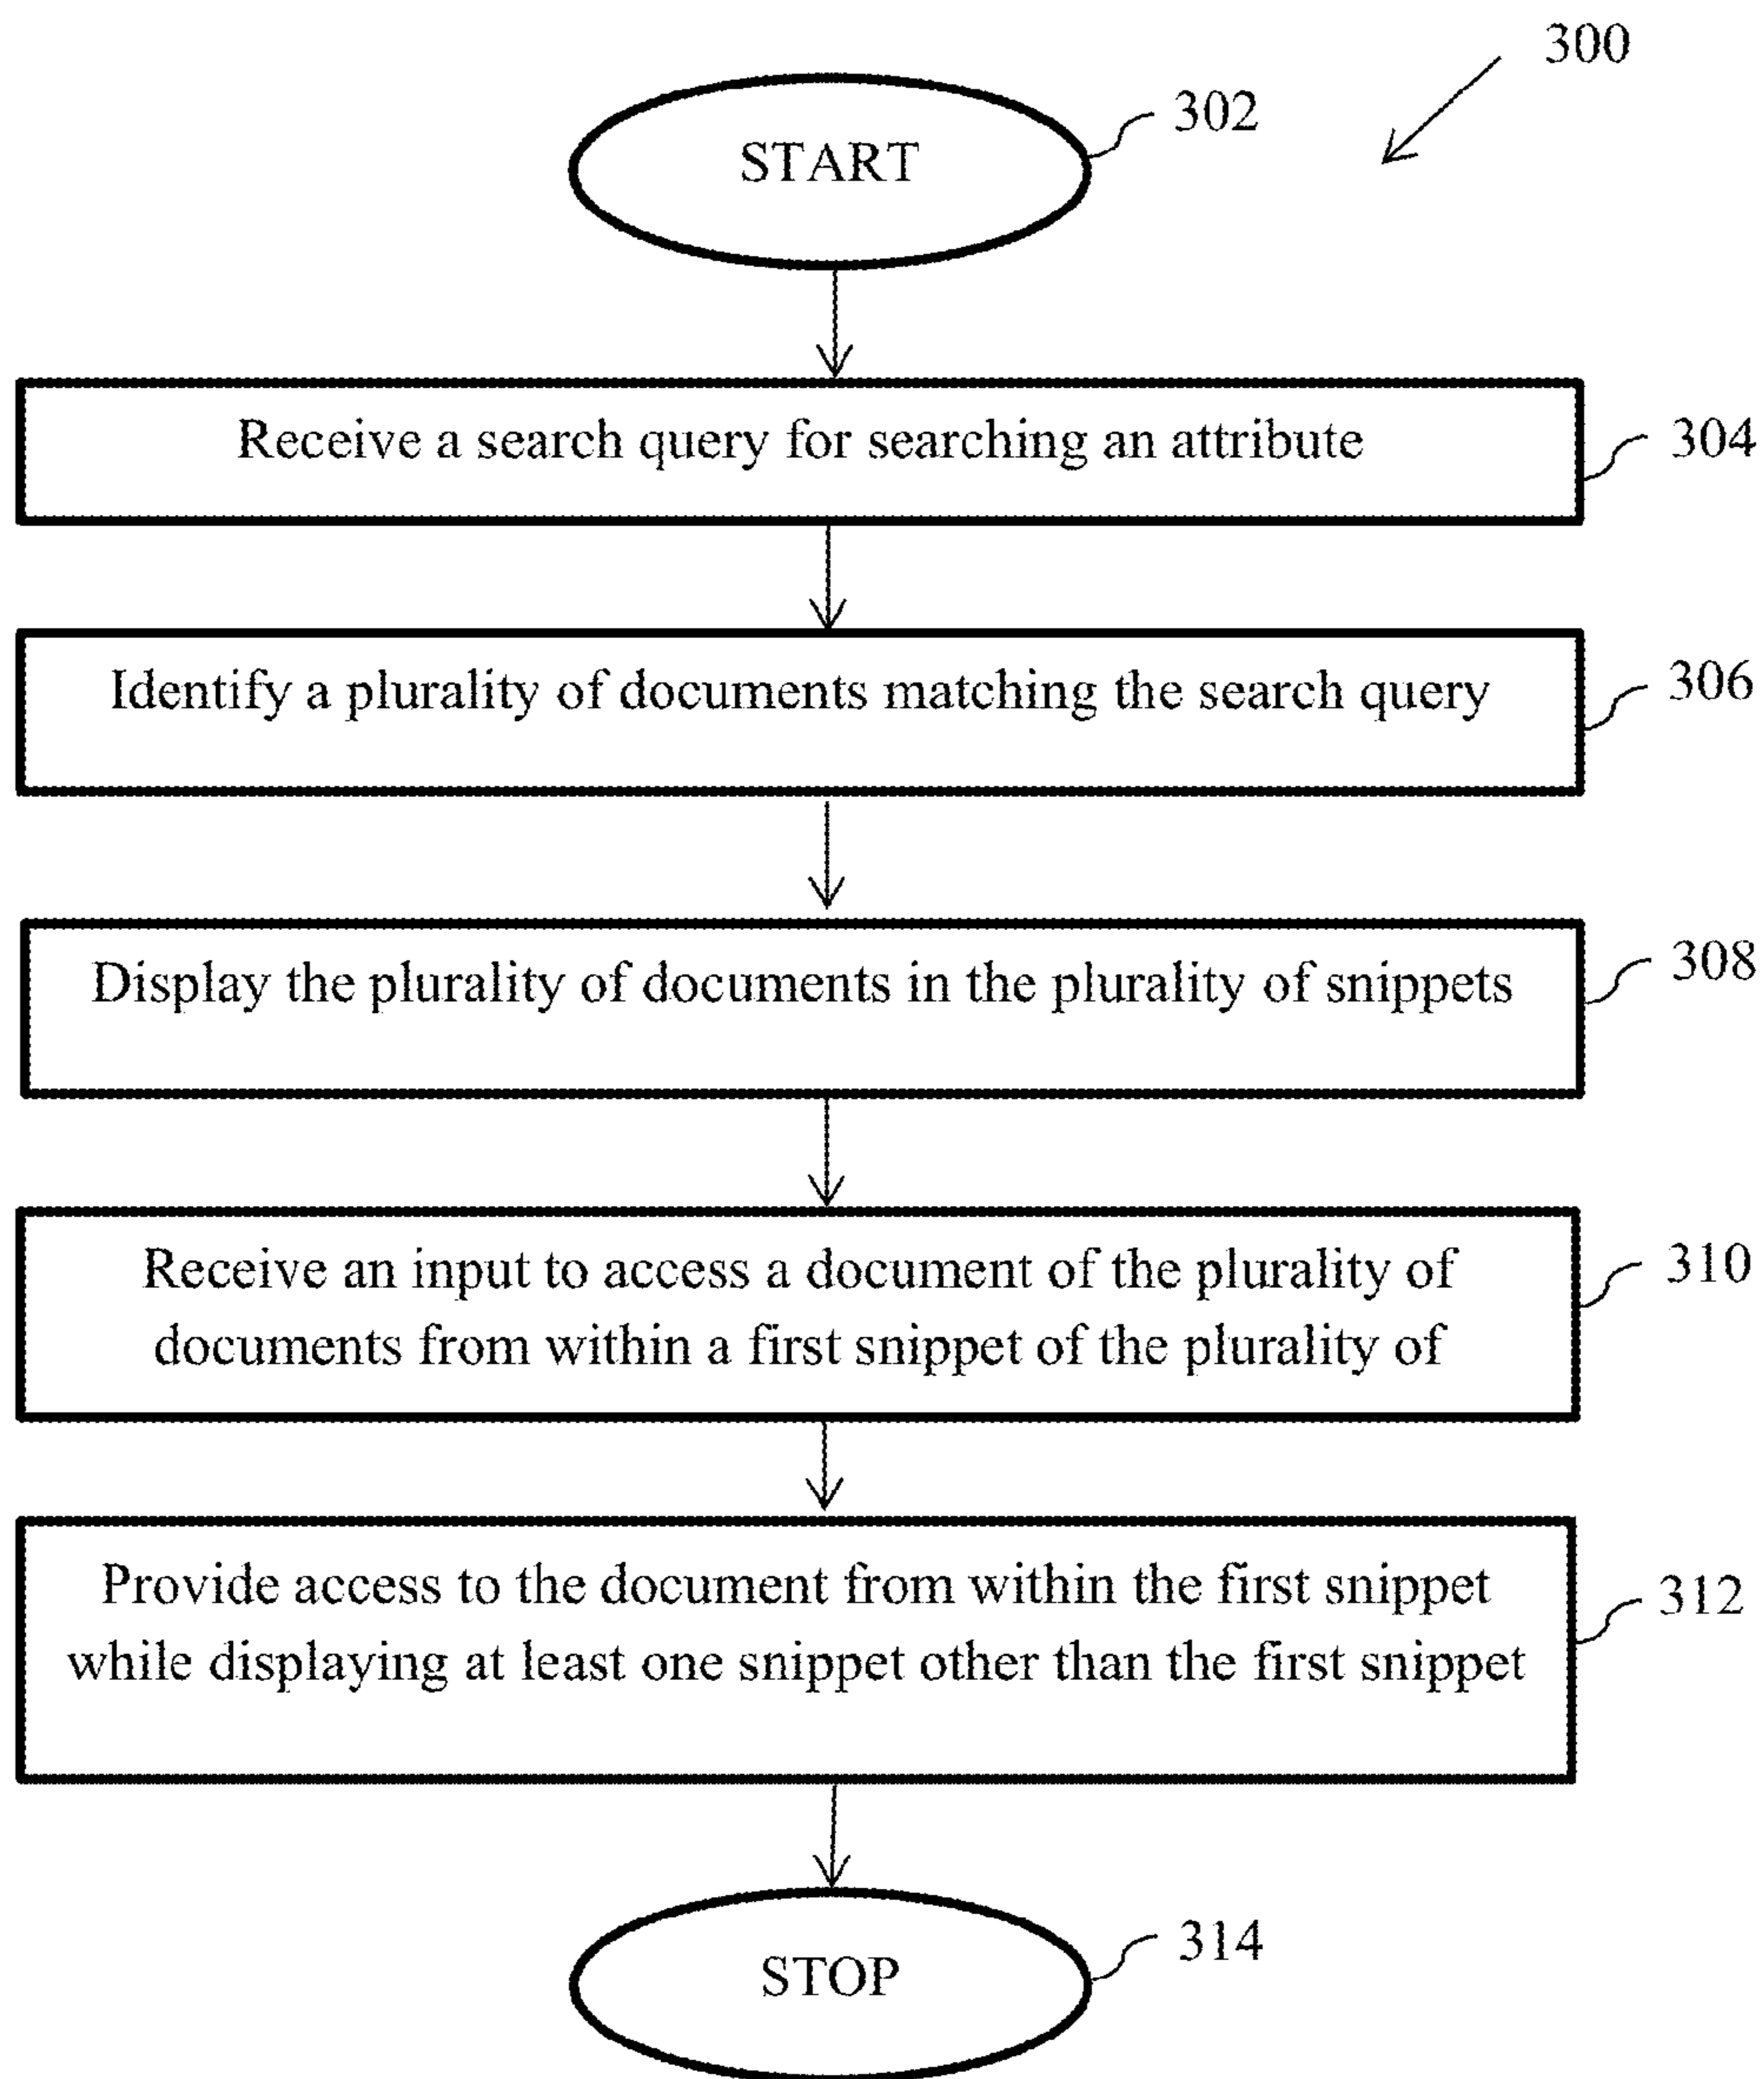 300
START
302
Receive a search query for searching an attribute
304
Identify a plurality of documents matching the search query
306
Display the plurality of documents in the plurality of snippets
308
Receive an input to access a document of the plurality of
documents from within a first snippet of the plurality of
310
Provide access to the document from within the first snippet
while displaying at least one snippet other than the first snippet
312
STOP
314